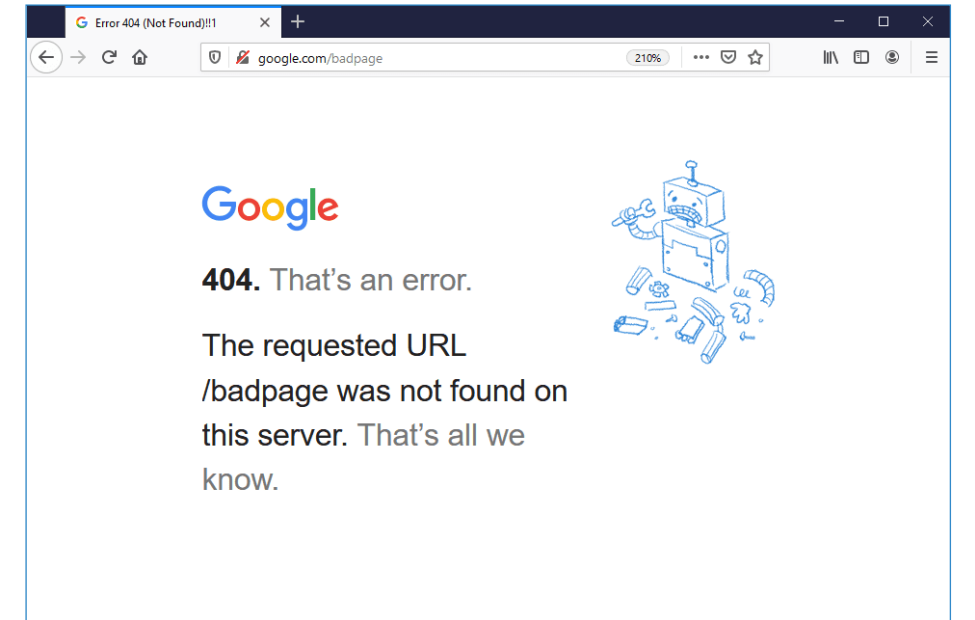 Error 404 (Not Found)!!1
google.com/badpage
210%
Google
404. That’s an error.
The requested URL
/badpage was not found on
this server. That’s all we
know.